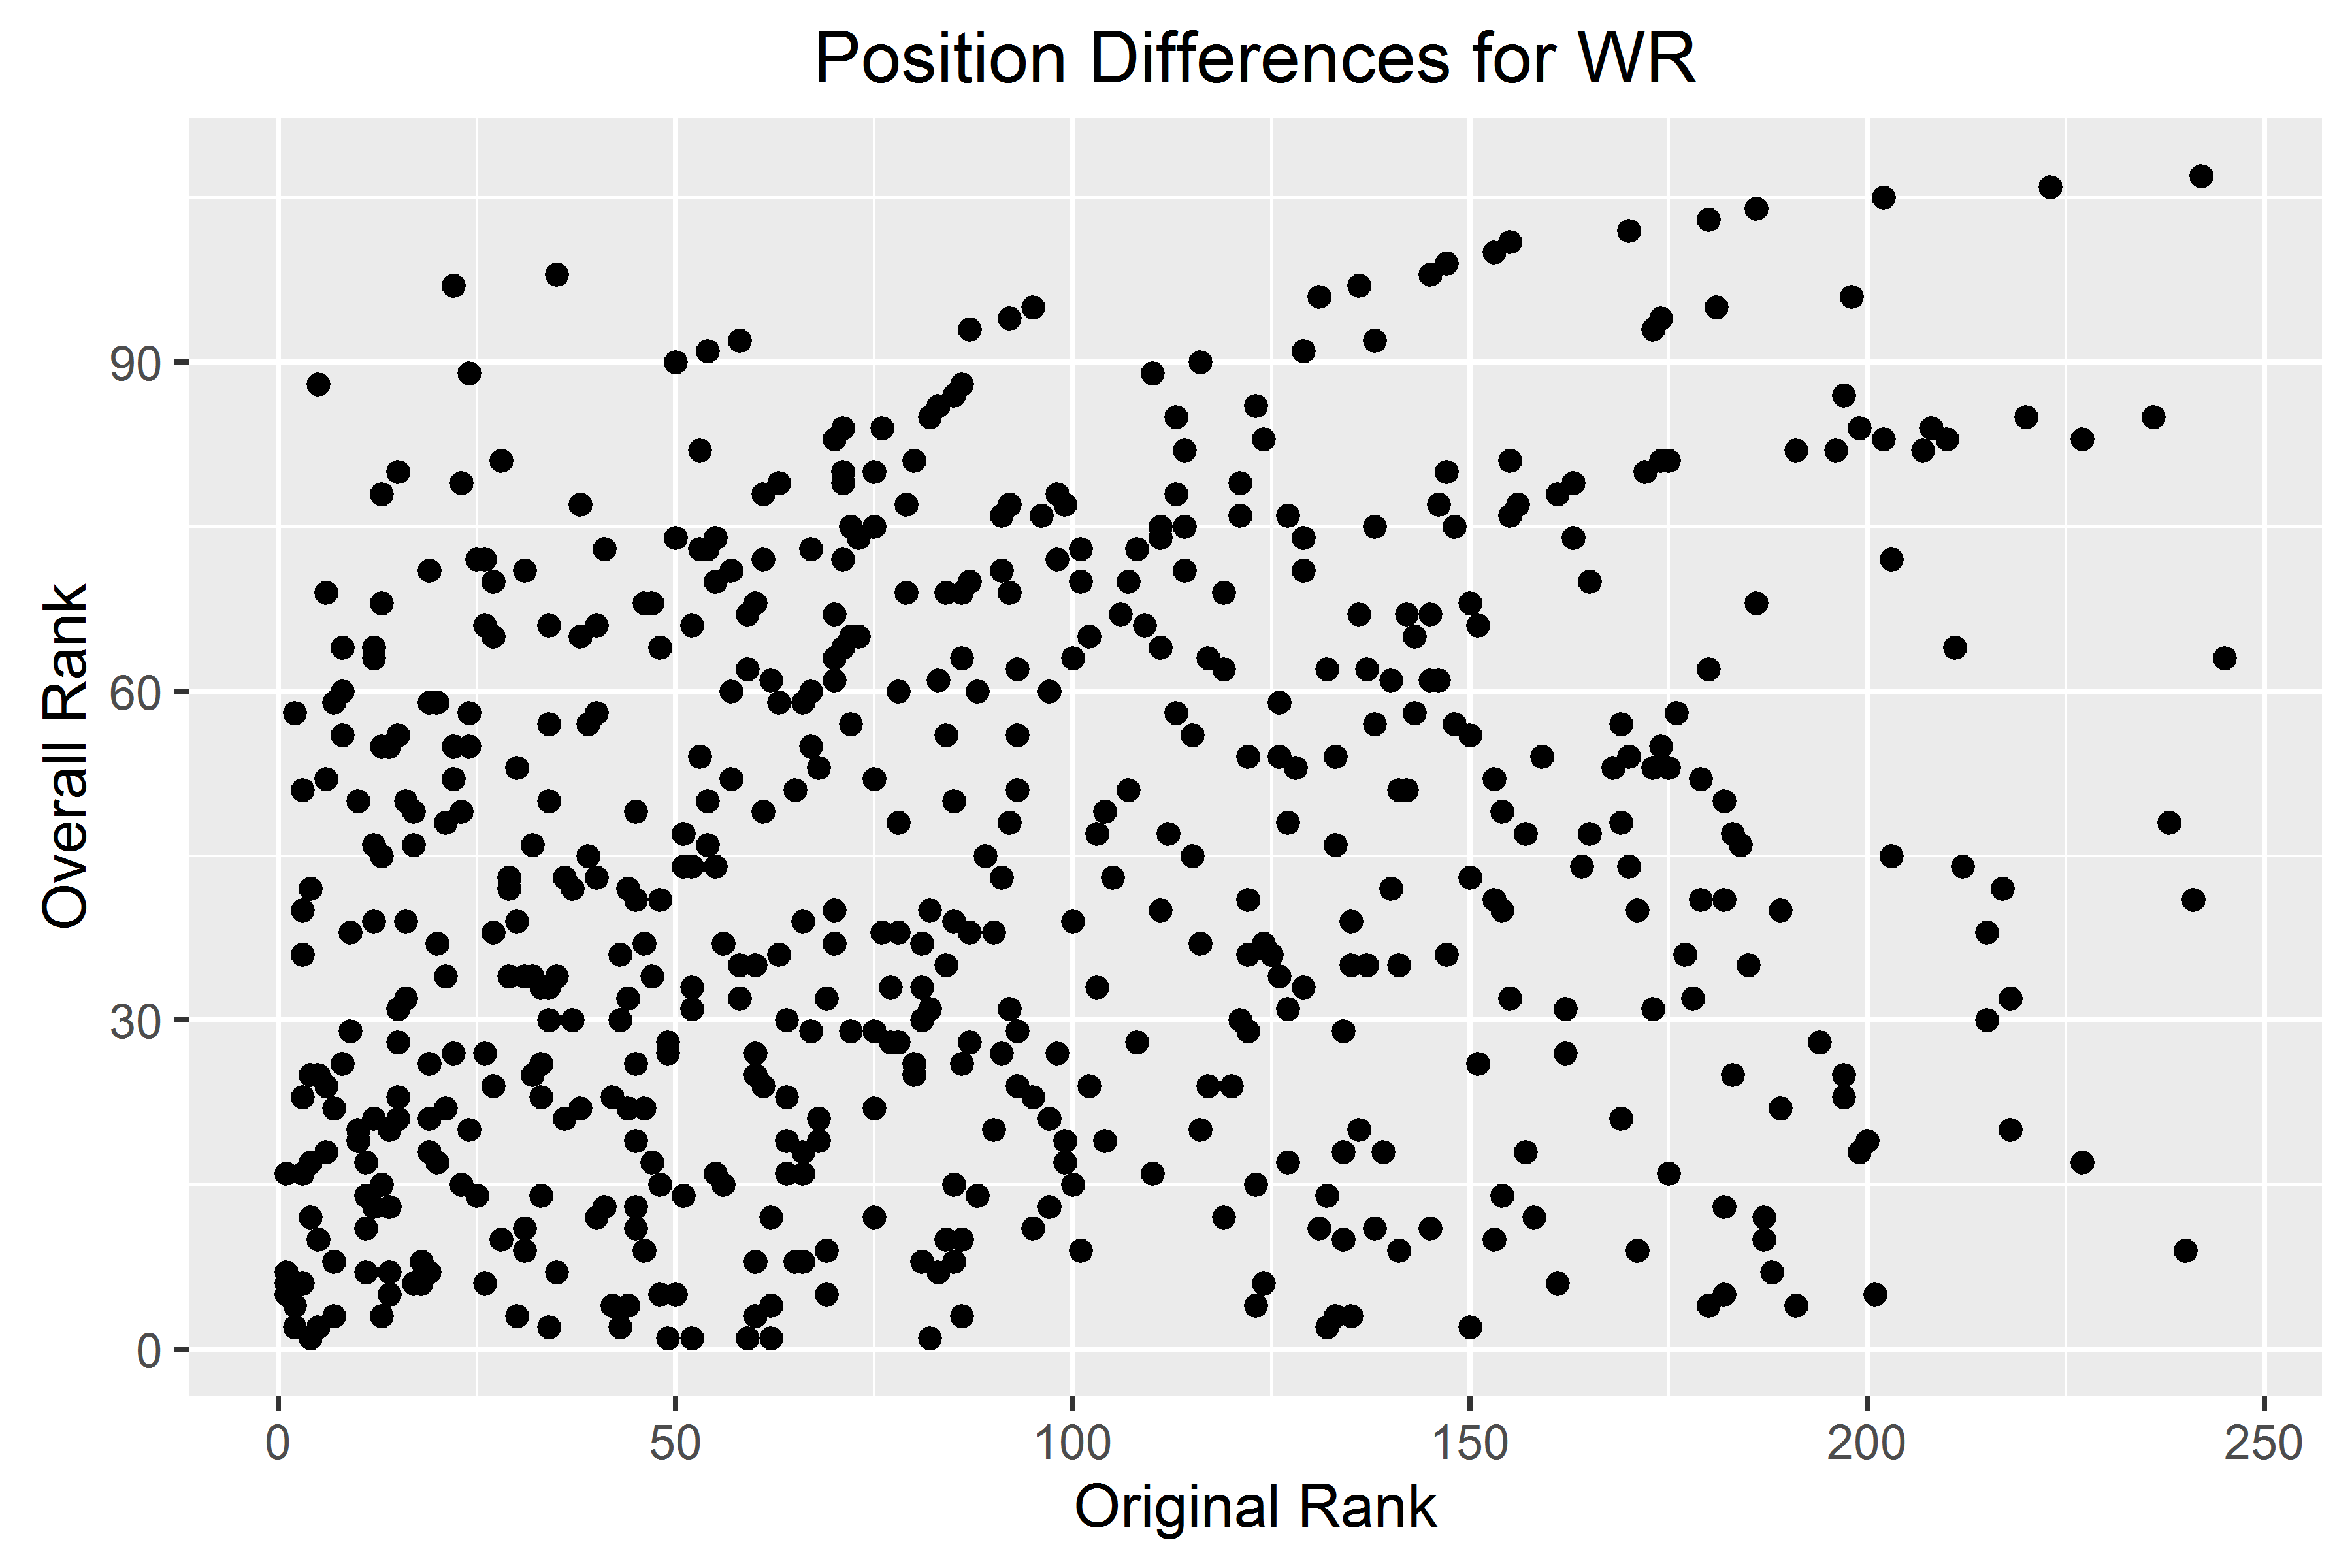 Position Differences for WR
Overall Rank
90
60
30
0
0 50 100 150 200 250
Original Rank